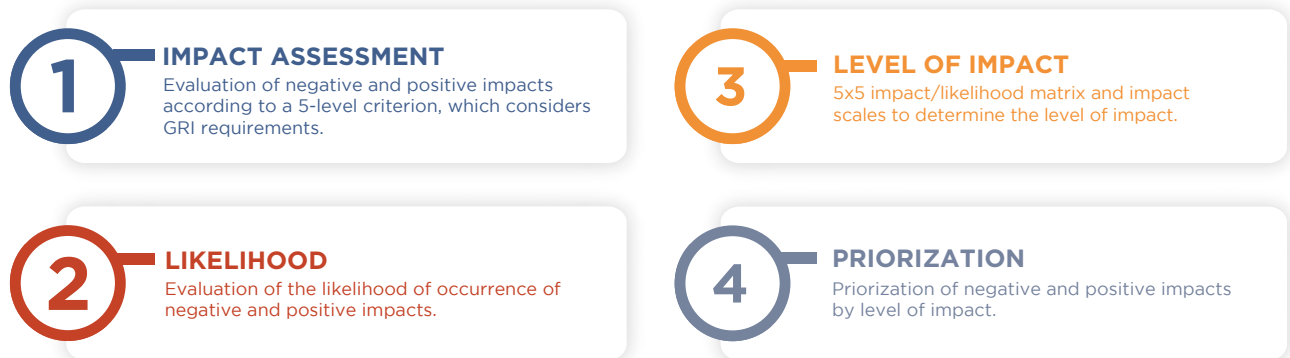 1
IMPACT ASSESSMENT
Evaluation of negative and positive impacts
according to a 5-level criterion, which considers
GRI requirements.
2
LIKELIHOOD
Evaluation of the likelihood of occurrence of
negative and positive impacts.
3
LEVEL OF IMPACT
5x5 impact/likelihood matrix and impact
scales to determine the level of impact.
4
PRIORIZATION
Priorization of negative and positive impacts
by level of impact.